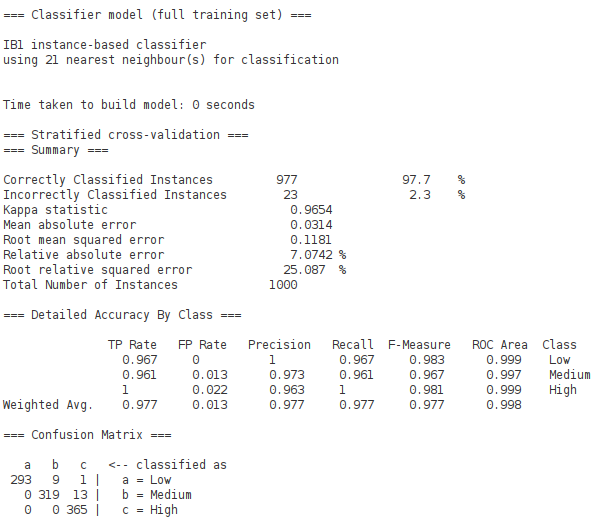 === Classifier model (full training set) ===
IB1 instance-based classifier
using 21 nearest neighbour(s) for classification
Time taken to build model: 0 seconds
=== Stratified cross-validation ===
=== Summary ===
Correctly Classified Instances 977 97.7 %
Incorrectly Classified Instances 23 2.3 %
Kappa statistic 0.9654
Mean absolute error 0.0314
Root mean squared error 0.1181
Relative absolute error 7.0742 %
Root relative squared error 25.087 %
Total Number of Instances 1000
=== Detailed Accuracy By Class ===
TP Rate FP Rate Precision Recall F-Measure ROC Area Class
0.967 0 1 0.967 0.983 0.999 Low
0.961 0.013 0.973 0.961 0.967 0.997 Medium
1 0.022 0.963 1 0.981 0.999 High
Weighted Avg. 0.977 0.013 0.977 0.977 0.977 0.998
=== Confusion Matrix ===
a b c <-- classified as
293 9 1 | a = Low
0 319 13 | b = Medium
0 0 365 | c = High